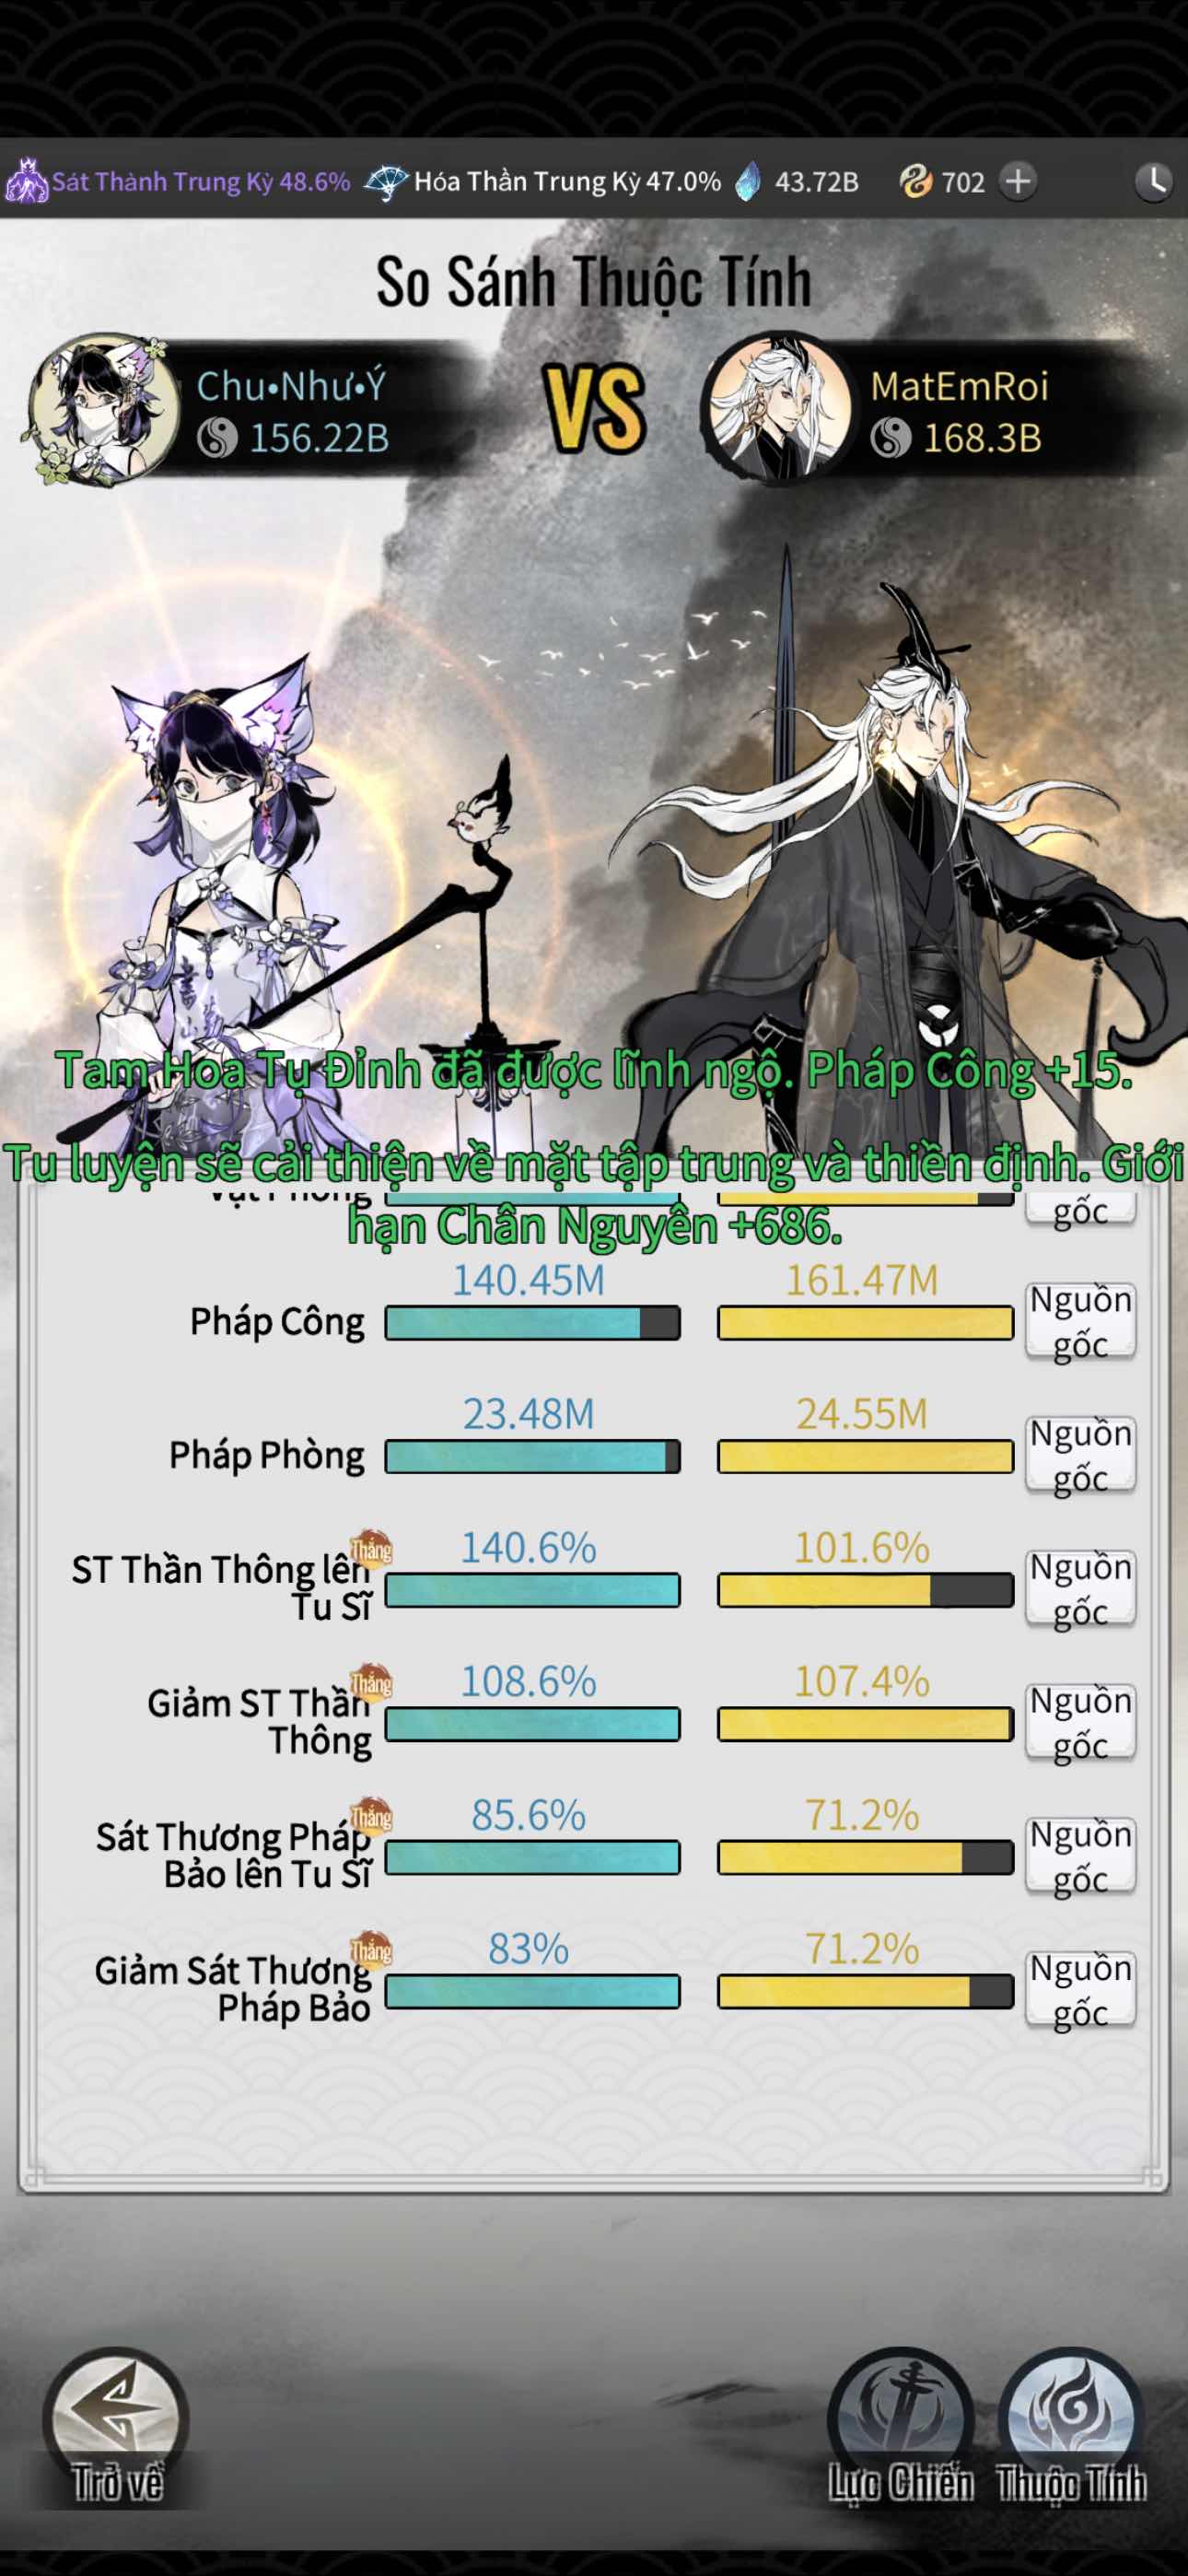 Sát Thành Trung Kỳ 48.6% Hóa Thần Trung Kỳ 47.0% 43.72B 702
So Sánh Thuộc Tính
Chu•Như•Ý
156.22B
VS
MatEmRoi
168.3B
Tam Hoa Tụ Đỉnh đã được lĩnh ngộ. Pháp Công +15.
Tu luyện sẽ cải thiện về mặt tập trung và thiền định. Giới
hạn Chân Nguyên +686.
gốc
140.45M 161.47M
Pháp Công
Nguồn
gốc
23.48M 24.55M
Pháp Phòng
Nguồn
gốc
Thắng
140.6% 101.6%
ST Thần Thông lên
Tu Sĩ
Nguồn
gốc
Thắng
108.6% 107.4%
Giảm ST Thần
Thông
Nguồn
gốc
Thắng
85.6% 71.2%
Sát Thương Pháp
Bảo lên Tu Sĩ
Nguồn
gốc
Thắng
83% 71.2%
Giảm Sát Thương
Pháp Bảo
Nguồn
gốc
Trở về
Lực Chiến
Thuộc Tính